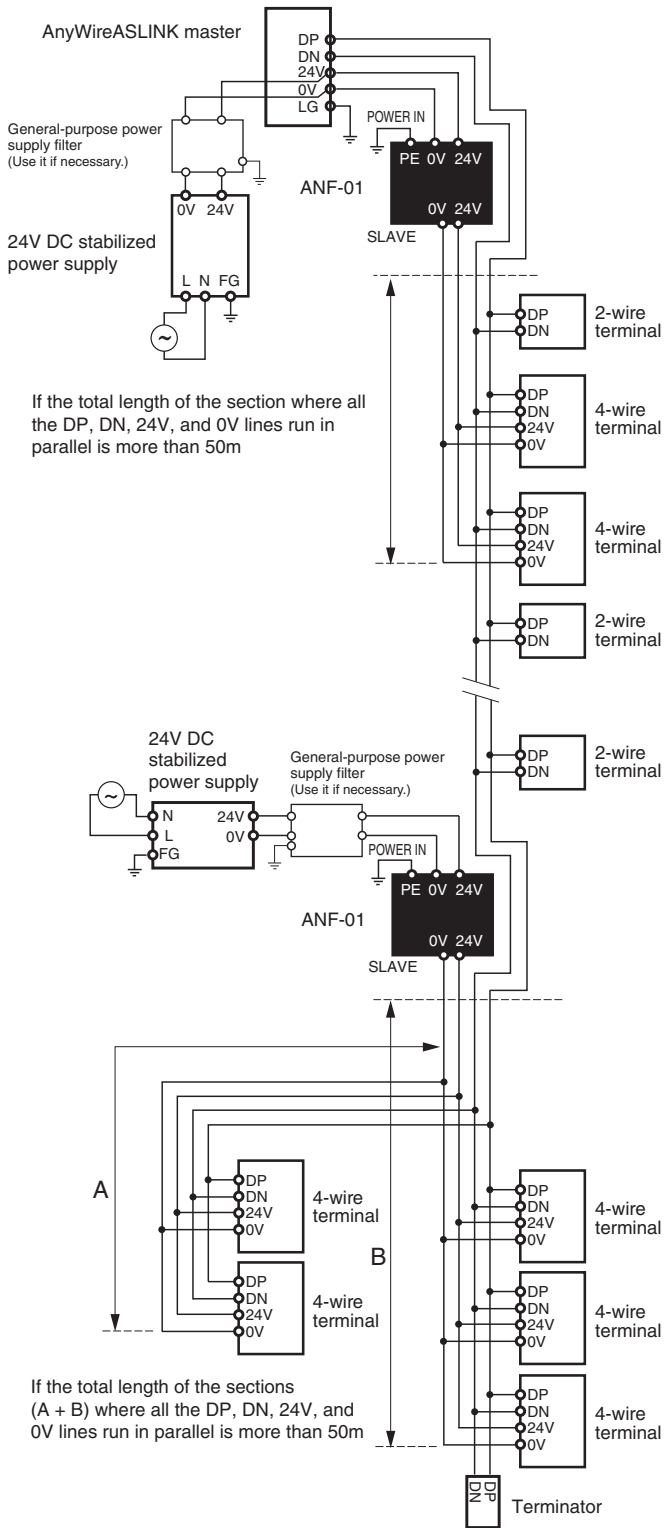 AnyWireASLINK master
DP
DN
24V
0V
LG
General-purpose power
supply filter
(Use it if necessary.)
POWER IN
PE 0V 24V
ANF-01
0V 24V
SLAVE
0V 24V
24V DC stabilized
power supply
L N FG
~
DP
DN
2-wire
terminal
If the total length of the section where all
the DP, DN, 24V, and 0V lines run in
parallel is more than 50m
DP
DN
24V
0V
4-wire
terminal
DP
DN
24V
0V
4-wire
terminal
DP
DN
2-wire
terminal
DP
DN
2-wire
terminal
24V DC
stabilized
power supply
General-purpose power
supply filter
(Use it if necessary.)
~
N
L
FG
24V
0V
POWER IN
PE 0V 24V
ANF-01
0V 24V
SLAVE
A
B
DP
DN
24V
0V
4-wire
terminal
DP
DN
24V
0V
4-wire
terminal
DP
DN
24V
0V
4-wire
terminal
DP
DN
24V
0V
4-wire
terminal
DP
DN
24V
0V
4-wire
terminal
If the total length of the sections
(A + B) where all the DP, DN, 24V, and
0V lines run in parallel is more than 50m
DP
DN
Terminator